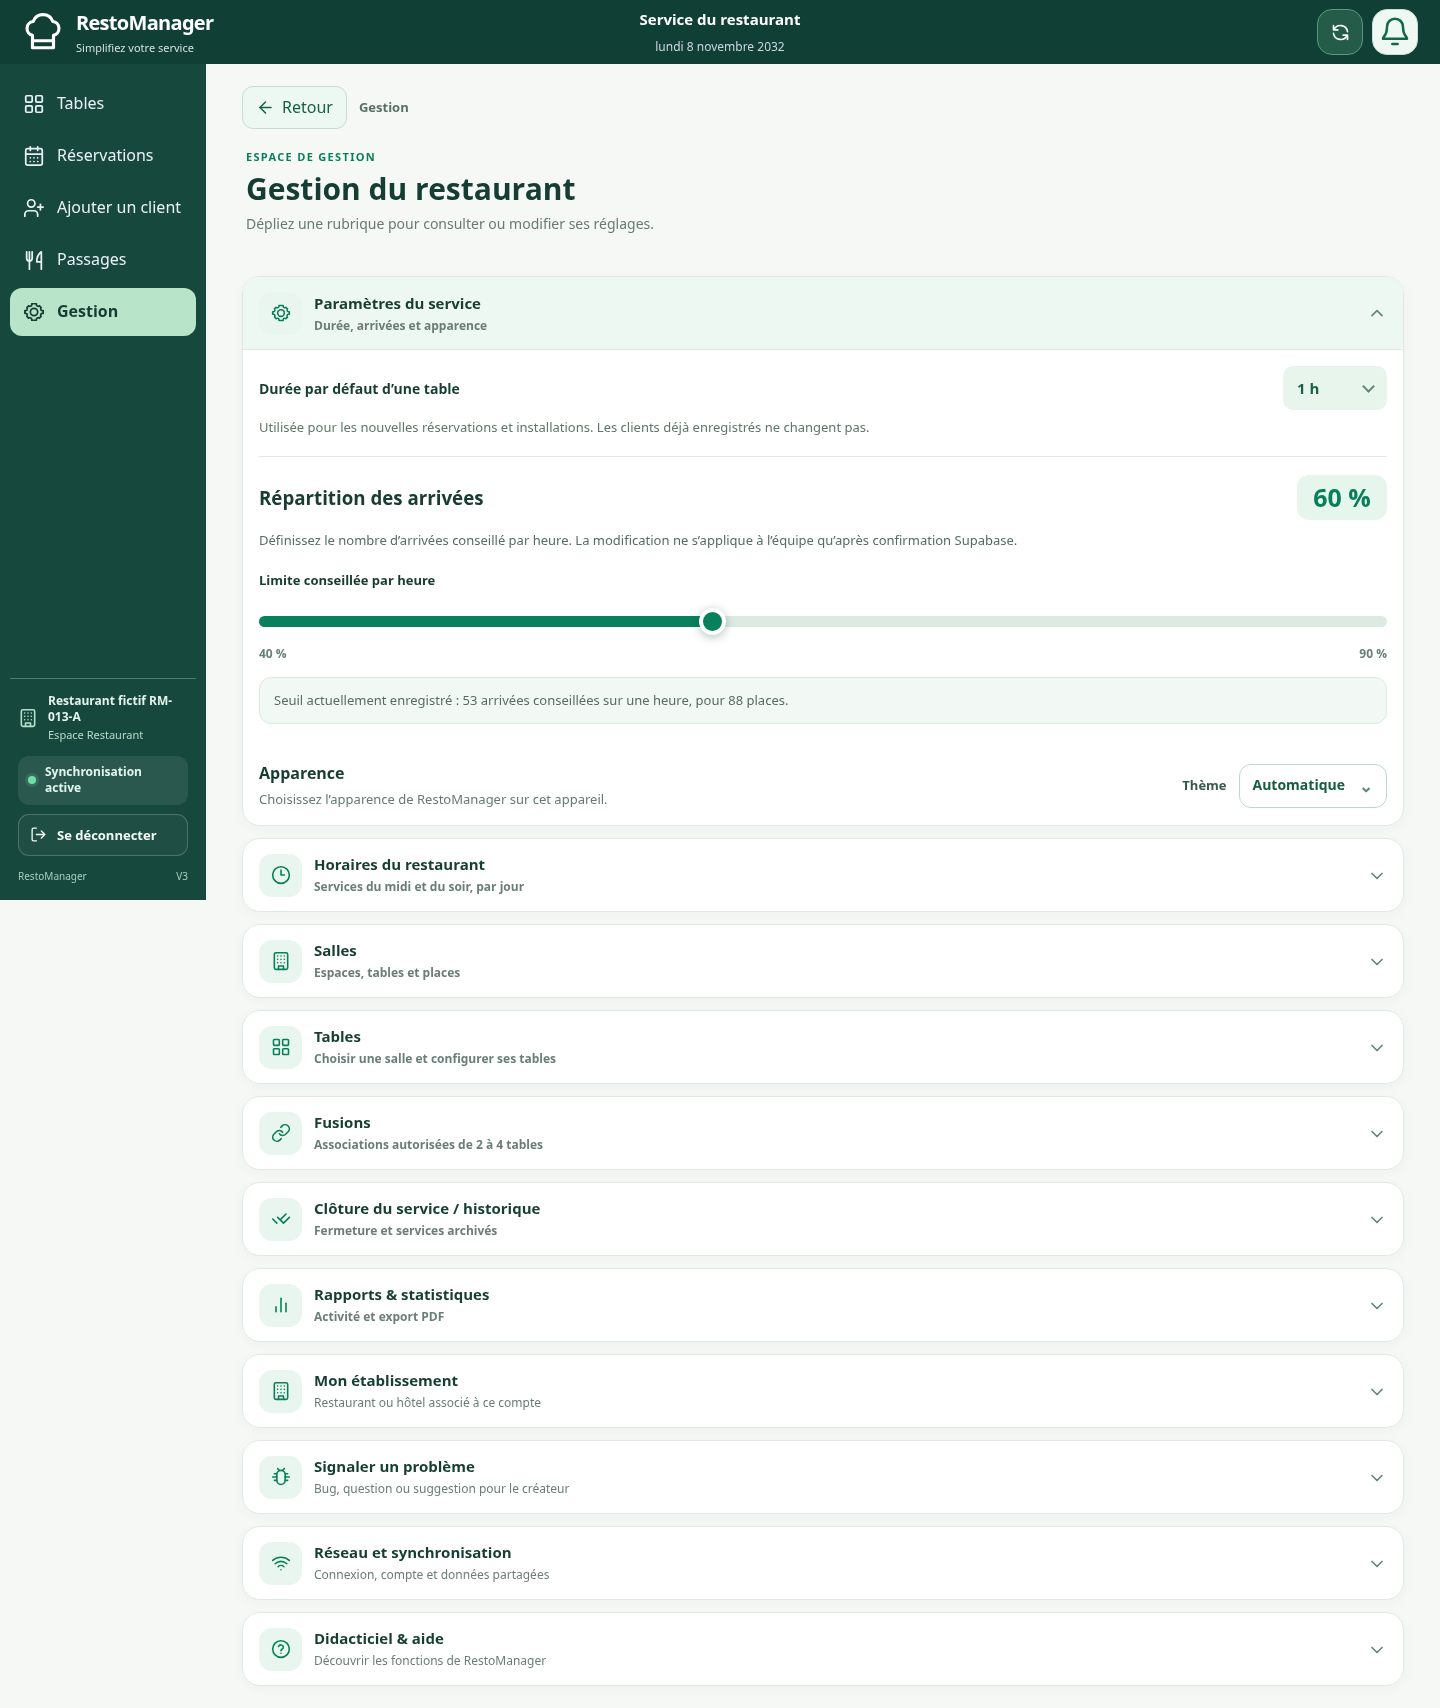 RestoManager
Simplifiez votre service
Service du restaurant
lundi 8 novembre 2032
Tables
Réservations
Ajouter un client
Passages
Gestion
Restaurant fictif RM-
013-A
Espace Restaurant
Synchronisation
active
Se déconnecter
RestoManager V3
Retour
Gestion
ESPACE DE GESTION
Gestion du restaurant
Dépliez une rubrique pour consulter ou modifier ses réglages.
Paramètres du service
Durée, arrivées et apparence
Durée par défaut d’une table
1 h
Utilisée pour les nouvelles réservations et installations. Les clients déjà enregistrés ne changent pas.
Répartition des arrivées
60 %
Définissez le nombre d’arrivées conseillé par heure. La modification ne s’applique à l’équipe qu’après confirmation Supabase.
Limite conseillée par heure
40 % 90 %
Seuil actuellement enregistré : 53 arrivées conseillées sur une heure, pour 88 places.
Apparence
Choisissez l’apparence de RestoManager sur cet appareil.
Thème
Automatique
Horaires du restaurant
Services du midi et du soir, par jour
Salles
Espaces, tables et places
Tables
Choisir une salle et configurer ses tables
Fusions
Associations autorisées de 2 à 4 tables
Clôture du service / historique
Fermeture et services archivés
Rapports & statistiques
Activité et export PDF
Mon établissement
Restaurant ou hôtel associé à ce compte
Signaler un problème
Bug, question ou suggestion pour le créateur
Réseau et synchronisation
Connexion, compte et données partagées
Didacticiel & aide
Découvrir les fonctions de RestoManager